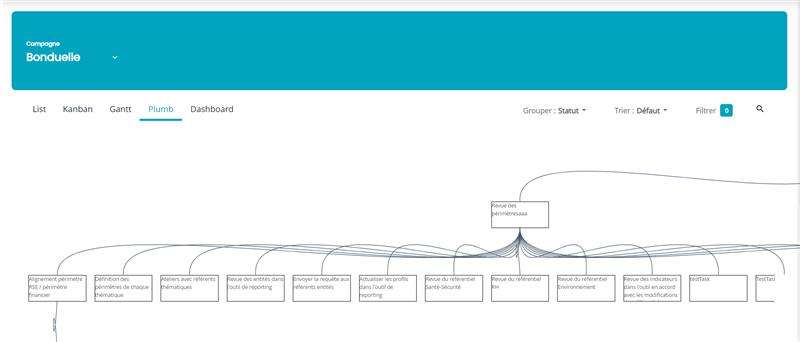 Campagne
Bonduelle
List Kanban Gantt Plumb Dashboard
Grouper : Statut Trier : Défaut Filtrer 0
Revue des
périmètresaaa
Alignement périmètre
RSE / périmètre
financier
Définition des
périmètres de chaque
thématique
Ateliers avec référents
thématiques
Revue des entités dans
l'outil de reporting
Envoyer la requête aux
référents entités
Actualiser les profils
dans l'outil de
reporting
Revue du référentiel
Santé-Sécurité
Revue du référentiel
RH
Revue du référentiel
Environnement
Revue des indicateurs
dans l'outil en accord
avec les modifications
testTask
TestTas